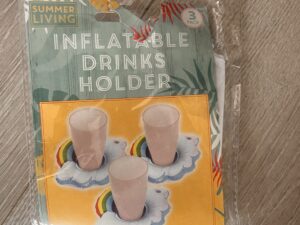 SUMMER
LIVING
3
INFLATABLE
DRINKS
HOLDER